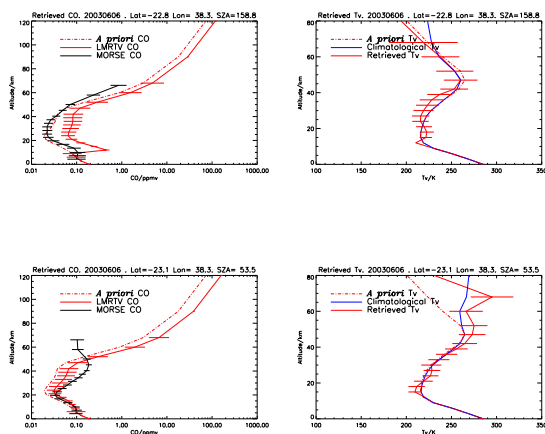 Retrieved CO, 20030606 , Lat=-22.8 Lon= 38.3, SZA=158.8
120
100
80
60
40
20
0
Altitude/km
A priori CO
LMRTV CO
MORSE CO
0.01 0.10 1.00 10.00 100.00 1000.00
CO/ppmv
Retrieved Tv, 20030606 , Lat=-22.8 Lon= 38.3, SZA=158.8
120
100
80
60
40
20
0
Altitude/km
A priori Tv
Climatological Tv
Retrieved Tv
100 150 200 250 300 350
Tv/K
Retrieved CO, 20030606 , Lat=-23.1 Lon= 38.3, SZA= 53.5
120
100
80
60
40
20
0
Altitude/km
A priori CO
LMRTV CO
MORSE CO
0.01 0.10 1.00 10.00 100.00 1000.00
CO/ppmv
Retrieved Tv, 20030606 , Lat=-23.1 Lon= 38.3, SZA= 53.5
120
100
80
60
40
20
0
Altitude/km
A priori Tv
Climatological Tv
Retrieved Tv
100 150 200 250 300 350
Tv/K